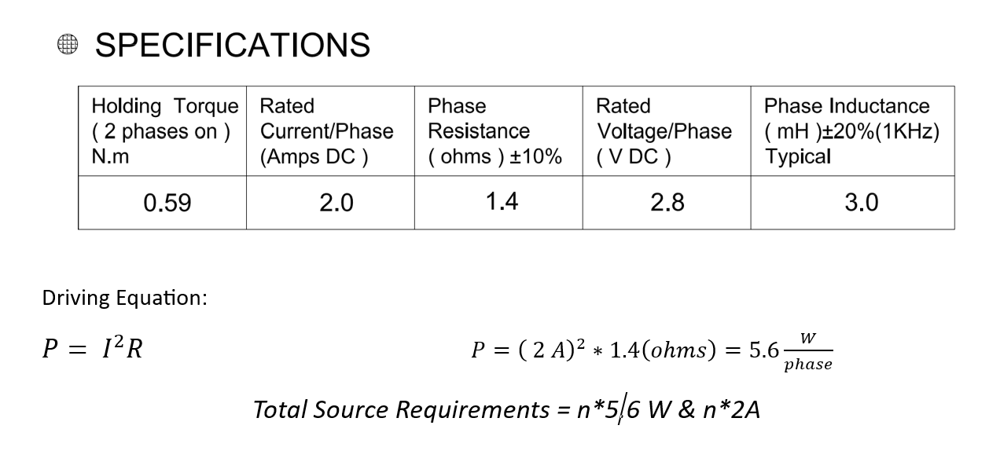 SPECIFICATIONS
Holding Torque ( 2 phases on ) N.m | Rated Current/Phase (Amps DC ) | Phase Resistance ( ohms ) ±10% | Rated Voltage/Phase ( V DC ) | Phase Inductance ( mH )±20%(1KHz) Typical
0.59 | 2.0 | 1.4 | 2.8 | 3.0
Driving Equation:
P = I²R
P = ( 2 A)² * 1.4(ohms) = 5.6 W/phase
Total Source Requirements = n*5.6 W & n*2A